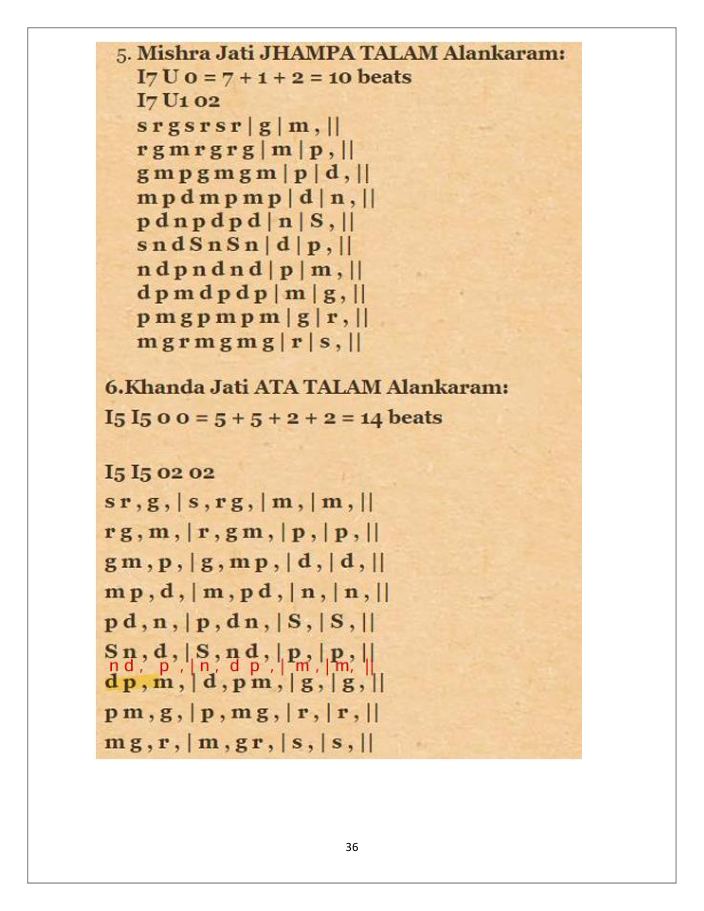 5. Mishra Jati JHAMPA TALAM Alankaram:
I7 U 0 = 7 + 1 + 2 = 10 beats
I7 U1 02
s r g s r s r | g | m , ||
r g m r g r g | m | p , ||
g m p g m g m | p | d , ||
m p d m p m p | d | n , ||
p d n p d p d | n | S , ||
s n d S n S n | d | p , ||
n d p n d n d | p | m , ||
d p m d p d p | m | g , ||
p m g p m p m | g | r , ||
m g r m g m g | r | s , ||
6.Khanda Jati ATA TALAM Alankaram:
I5 I5 0 0 = 5 + 5 + 2 + 2 = 14 beats
I5 I5 02 02
s r , g , | s , r g , | m , | m , ||
r g , m , | r , g m , | p , | p , ||
g m , p , | g , m p , | d , | d , ||
m p , d , | m , p d , | n , | n , ||
p d , n , | p , d n , | S , | S , ||
S n , d , | S , n d , | p , | p , ||
n d , p , | n , d p , | m , | m , ||
d p , m , | d , p m , | g , | g , ||
p m , g , | p , m g , | r , | r , ||
m g , r , | m , g r , | s , | s , ||
36